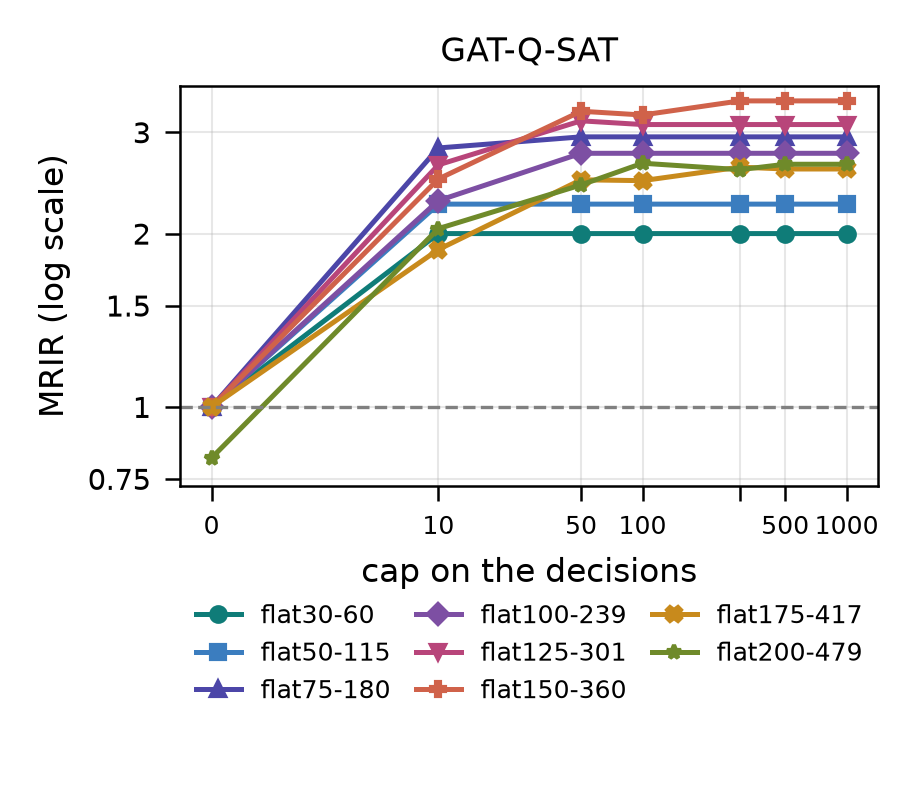 GAT-Q-SAT
MRIR (log scale)
3
2
1.5
1
0.75
0 10 50 100 500 1000
cap on the decisions
flat30-60 flat100-239 flat175-417
flat50-115 flat125-301 flat200-479
flat75-180 flat150-360